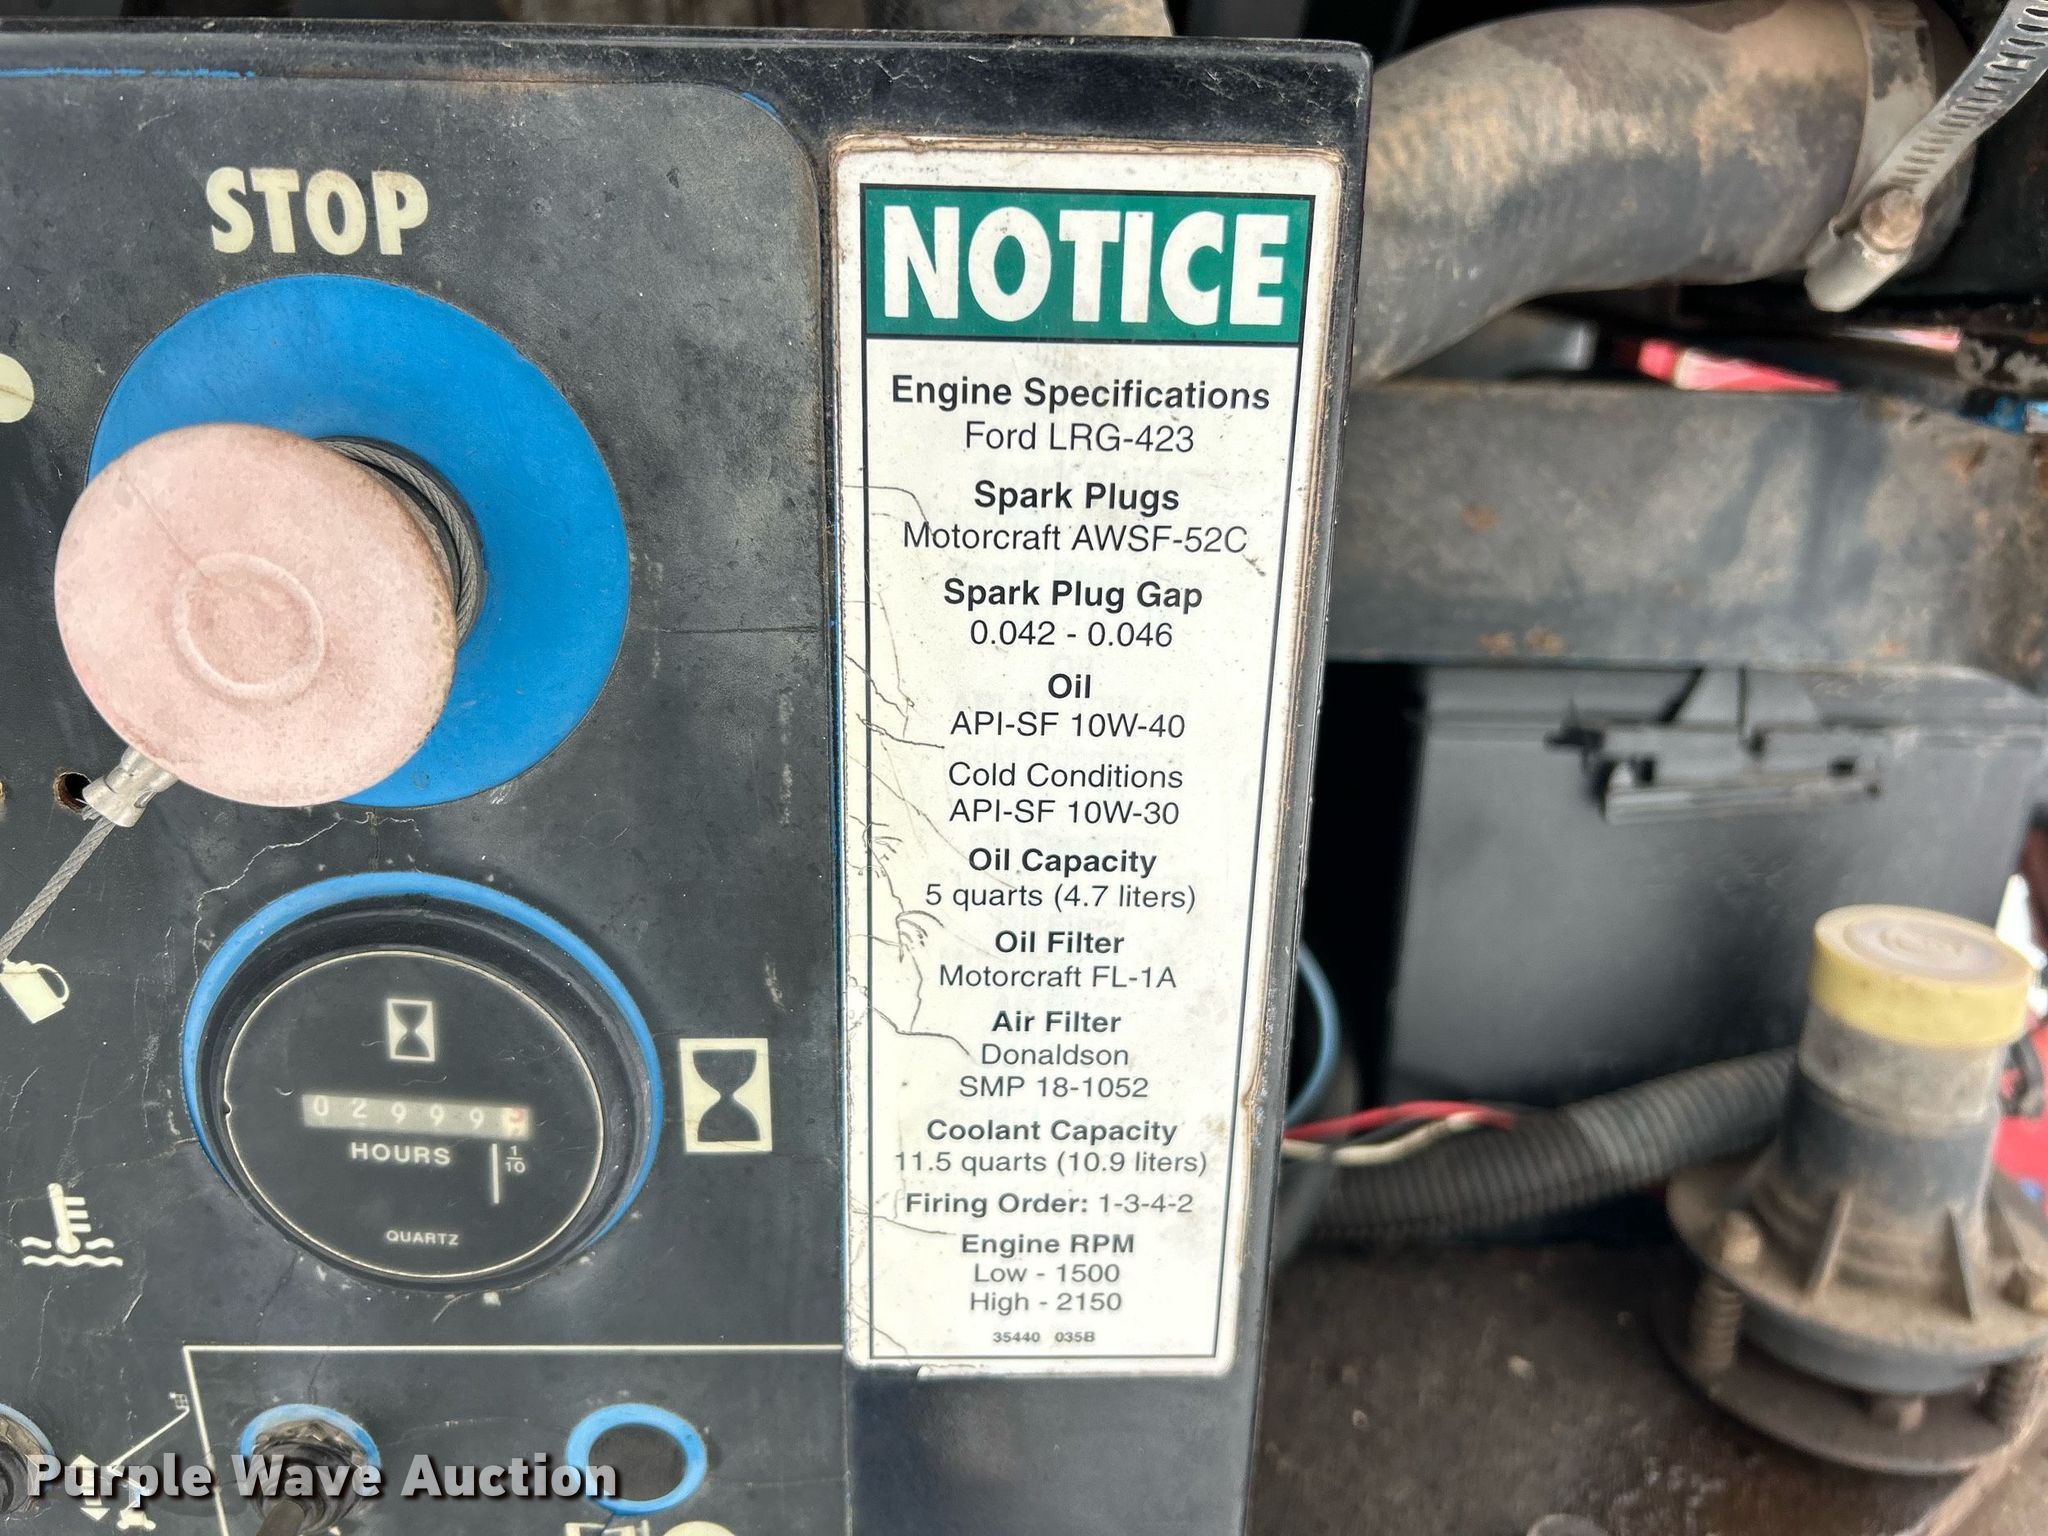 STOP
NOTICE
Engine Specifications
Ford LRG-423
Spark Plugs
Motorcraft AWSF-52C
Spark Plug Gap
0.042 - 0.046
Oil
API-SF 10W-40
Cold Conditions
API-SF 10W-30
Oil Capacity
5 quarts (4.7 liters)
Oil Filter
Motorcraft FL-1A
Air Filter
Donaldson
SMP 18-1052
Coolant Capacity
11.5 quarts (10.9 liters)
Firing Order: 1-3-4-2
Engine RPM
Low - 1500
High - 2150
35440 035B
02999
HOURS
1/10
QUARTZ
Purple Wave Auction